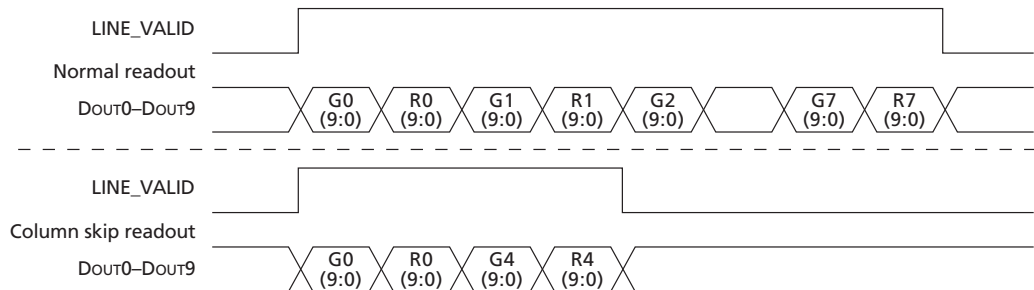 LINE_VALID
Normal readout
DOUT0–DOUT9
G0 (9:0)
R0 (9:0)
G1 (9:0)
R1 (9:0)
G2 (9:0)
G7 (9:0)
R7 (9:0)
LINE_VALID
Column skip readout
DOUT0–DOUT9
G0 (9:0)
R0 (9:0)
G4 (9:0)
R4 (9:0)